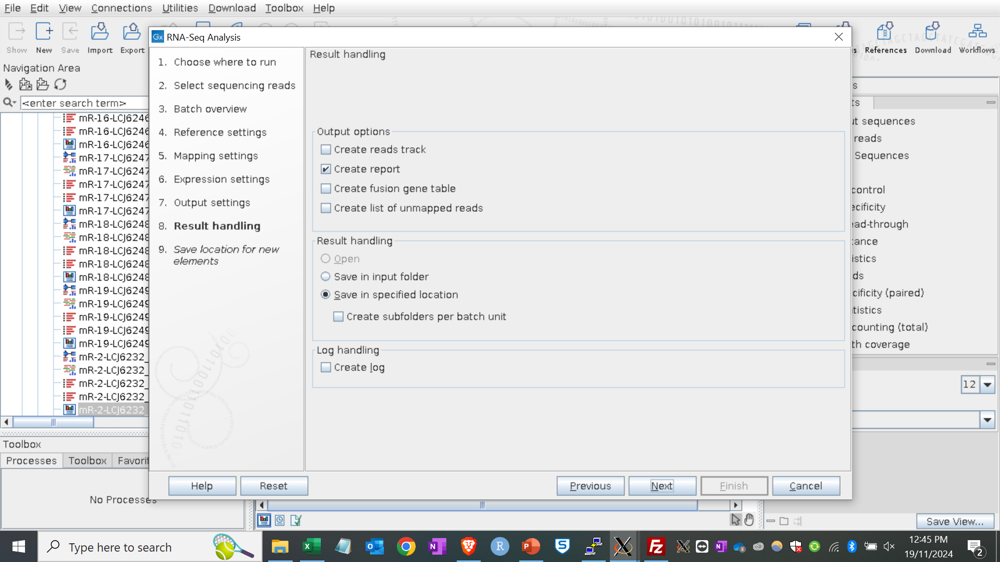 File Edit View Connections Utilities Download Toolbox Help
Show New Save Import Export
References Download Workflows
Gx RNA-Seq Analysis
Navigation Area
<enter search term>
mR-16-LCJ6246
mR-16-LCJ6246
mR-16-LCJ6246
mR-17-LCJ6247
mR-17-LCJ6247
mR-17-LCJ6247
mR-17-LCJ6247
mR-17-LCJ6247
mR-18-LCJ6248
mR-18-LCJ6248
mR-18-LCJ6248
mR-18-LCJ6248
mR-18-LCJ6248
mR-19-LCJ6249
mR-19-LCJ6249
mR-19-LCJ6249
mR-19-LCJ6249
mR-19-LCJ6249
mR-2-LCJ6232_
mR-2-LCJ6232_
mR-2-LCJ6232_
mR-2-LCJ6232_
mR-2-LCJ6232_
Toolbox
Processes Toolbox Favorit
No Processes
1. Choose where to run
2. Select sequencing reads
3. Batch overview
4. Reference settings
5. Mapping settings
6. Expression settings
7. Output settings
8. Result handling
9. Save location for new
elements
Result handling
Output options
Create reads track
Create report
Create fusion gene table
Create list of unmapped reads
Result handling
Open
Save in input folder
Save in specified location
Create subfolders per batch unit
Log handling
Create log
Help Reset Previous Next Finish Cancel
ut sequences
reads
Sequences
control
ecificity
ead-through
tance
istics
ds
cificity (paired)
tistics
counting (total)
th coverage
12
Save View...
Type here to search
12:45 PM
19/11/2024
2